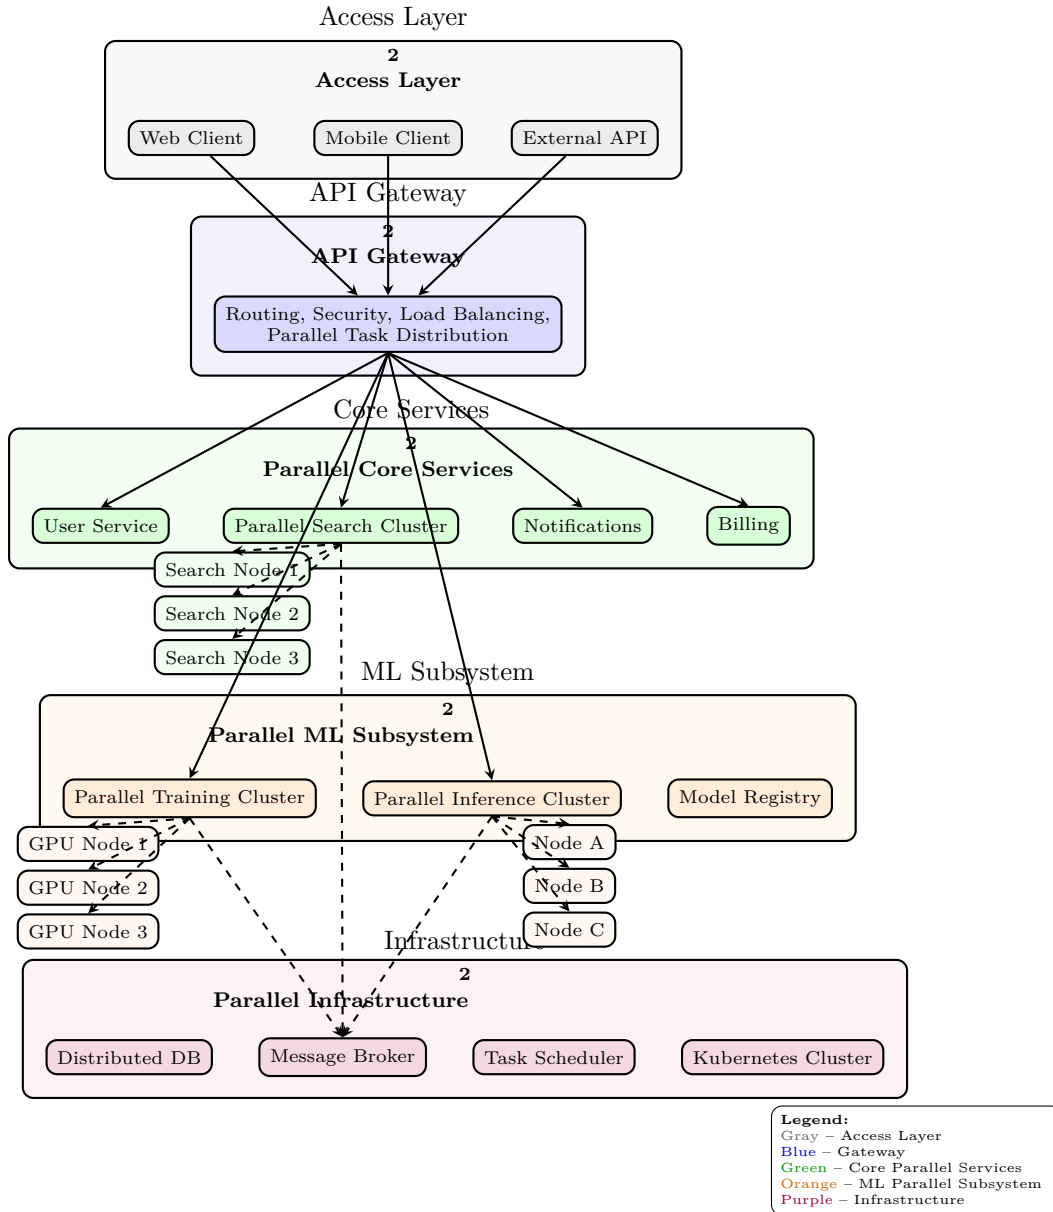 Access Layer
2
Access Layer
Web Client
Mobile Client
External API
API Gateway
2
API Gateway
Routing, Security, Load Balancing,
Parallel Task Distribution
Core Services
2
Parallel Core Services
User Service
Parallel Search Cluster
Notifications
Billing
Search Node 1
Search Node 2
Search Node 3
ML Subsystem
2
Parallel ML Subsystem
Parallel Training Cluster
Parallel Inference Cluster
Model Registry
GPU Node 1
Node A
GPU Node 2
Node B
GPU Node 3
Node C
Infrastructure
2
Parallel Infrastructure
Distributed DB
Message Broker
Task Scheduler
Kubernetes Cluster
Legend:
Gray – Access Layer
Blue – Gateway
Green – Core Parallel Services
Orange – ML Parallel Subsystem
Purple – Infrastructure